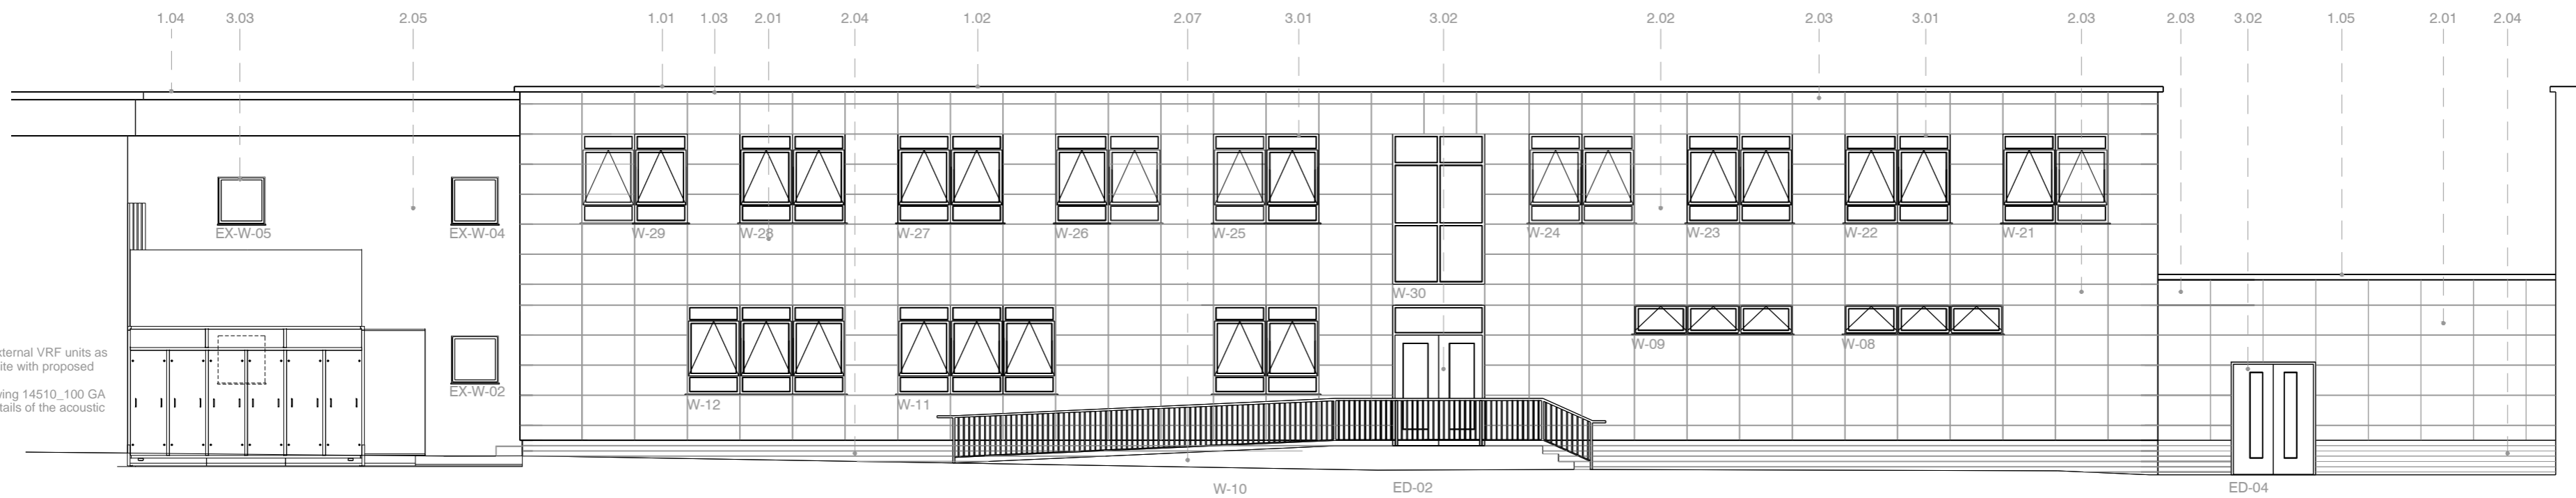 1.04 3.03 2.05 1.01 1.03 2.01 2.04 1.02 2.07 3.01 3.02 2.02 2.03 3.01 2.03 2.03 3.02 1.05 2.01 2.04
EX-W-05 EX-W-04 W-29 W-28 W-27 W-26 W-25 W-24 W-23 W-22 W-21
W-30
W-09 W-08
ternal VRF units as
ite with proposed
EX-W-02
ing 14510_100 GA
tails of the acoustic
W-12 W-11
W-10 ED-02 ED-04